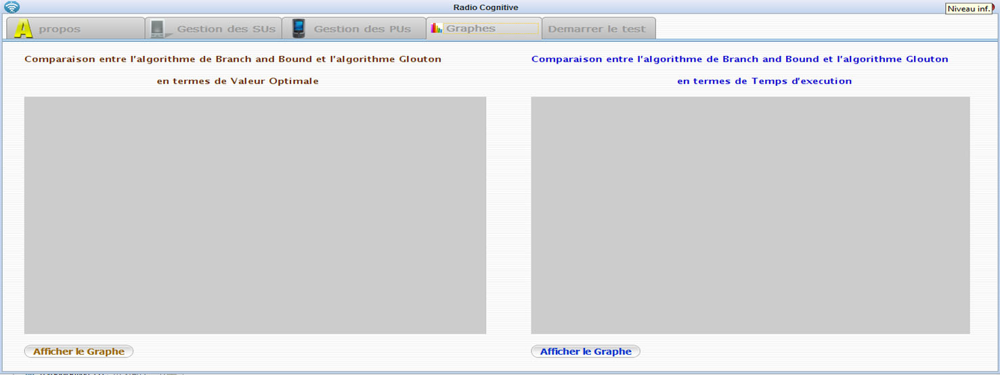 Radio Cognitive
Niveau inf.
A propos
Gestion des SUs
Gestion des PUs
Graphes
Demarrer le test
Comparaison entre l'algorithme de Branch and Bound et l'algorithme Glouton
en termes de Valeur Optimale
Comparaison entre l'algorithme de Branch and Bound et l'algorithme Glouton
en termes de Temps d'execution
Afficher le Graphe
Afficher le Graphe